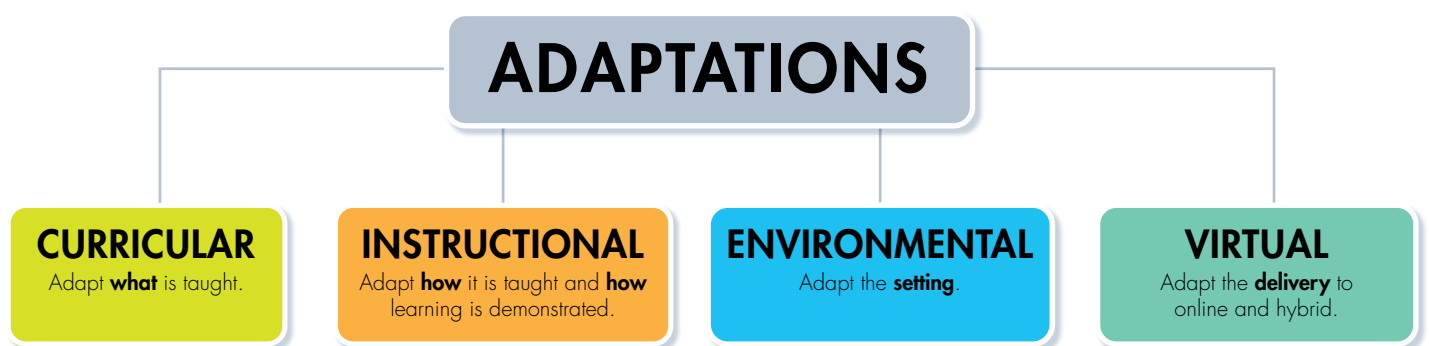 ADAPTATIONS
CURRICULAR
Adapt what is taught.
INSTRUCTIONAL
Adapt how it is taught and how
learning is demonstrated.
ENVIRONMENTAL
Adapt the setting.
VIRTUAL
Adapt the delivery to
online and hybrid.